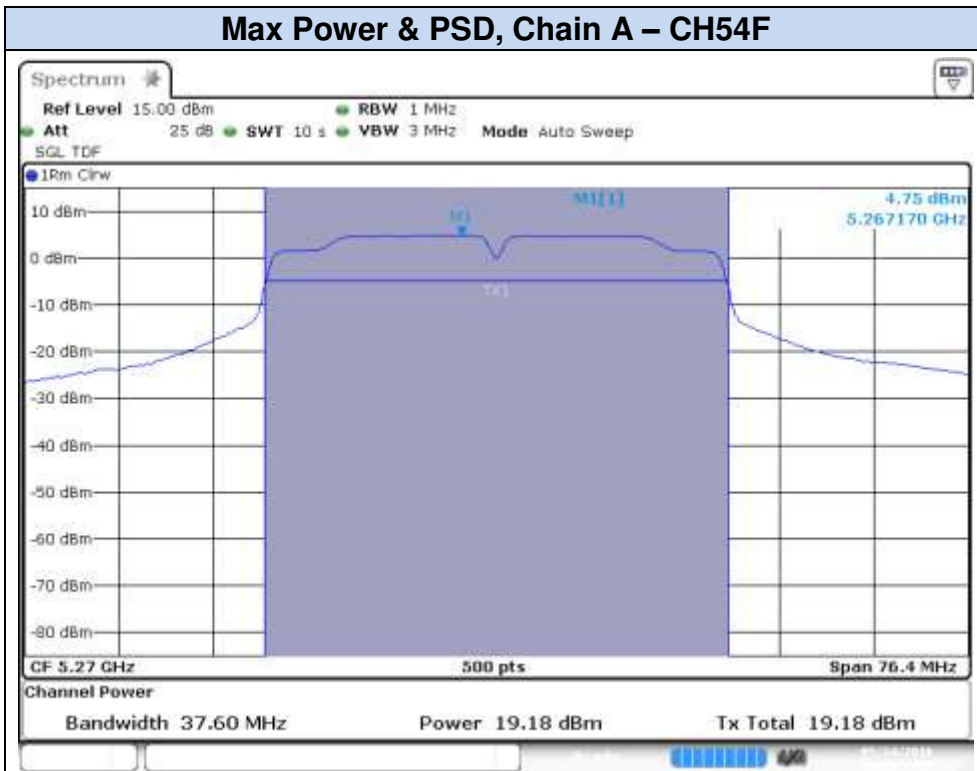 Max Power & PSD, Chain A – CH54F
Spectrum
Ref Level 15.00 dBm RBW 1 MHz
Att 25 dB SWT 10 s VBW 3 MHz Mode Auto Sweep
SGL TDF
1Rm Clrw
M1[1] 4.75 dBm
5.267170 GHz
10 dBm
M1
0 dBm
TX1
-10 dBm
-20 dBm
-30 dBm
-40 dBm
-50 dBm
-60 dBm
-70 dBm
-80 dBm
CF 5.27 GHz 500 pts Span 76.4 MHz
Channel Power
Bandwidth 37.60 MHz Power 19.18 dBm Tx Total 19.18 dBm